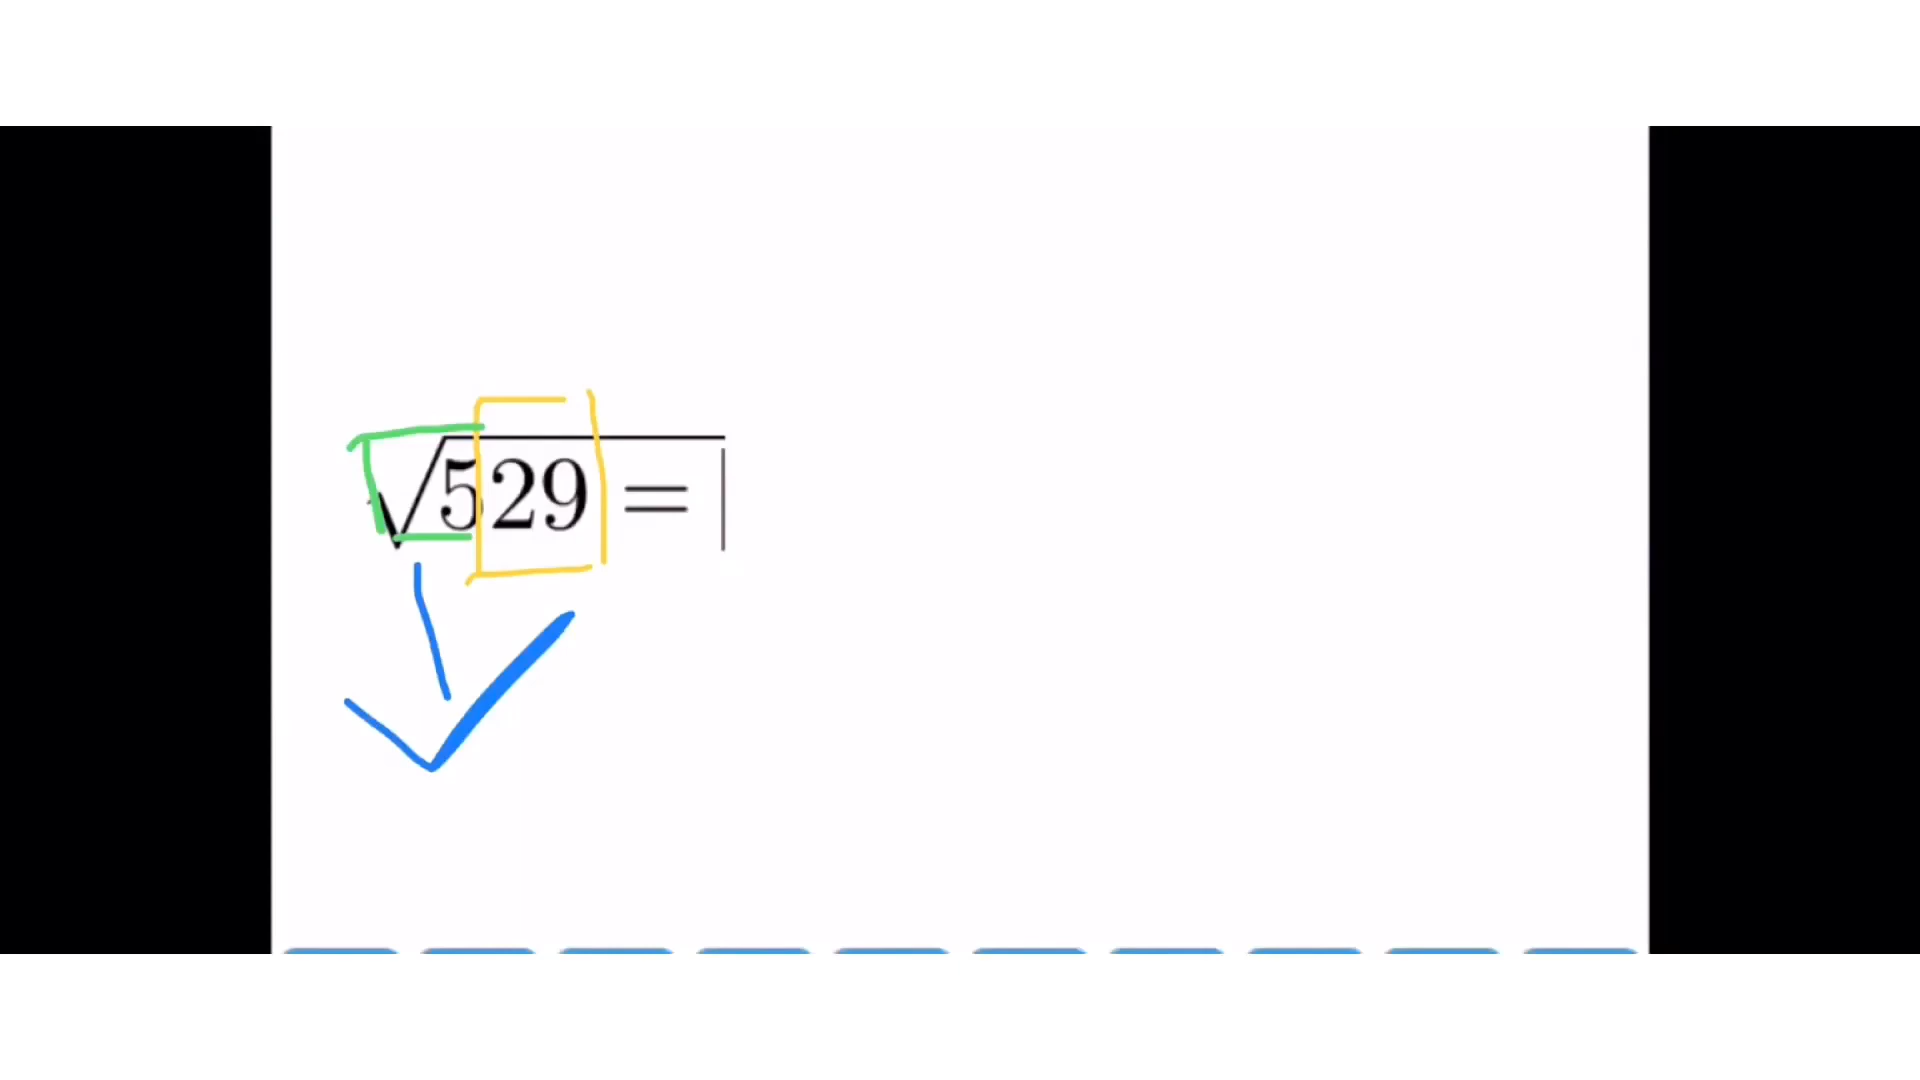 √529 =